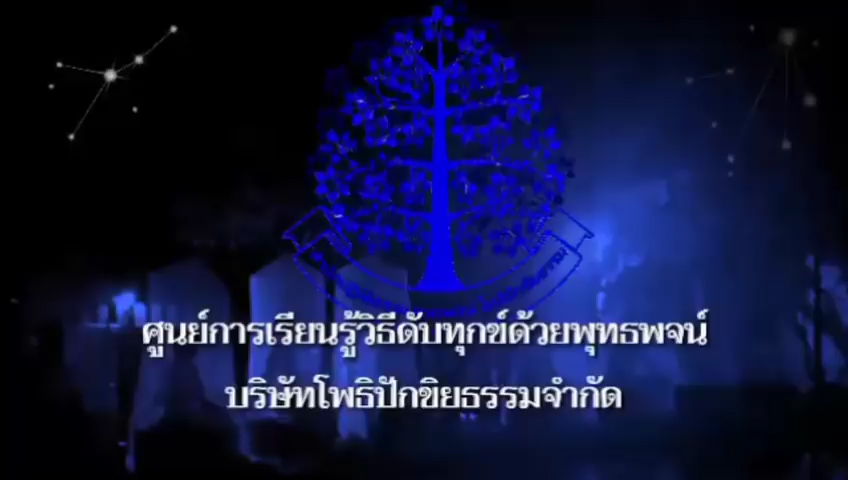 ศูนย์การเรียนรู้วิธีดับทุกข์ด้วยพุทธพจน์
บริษัทโพธิปักขิยธรรมจำกัด